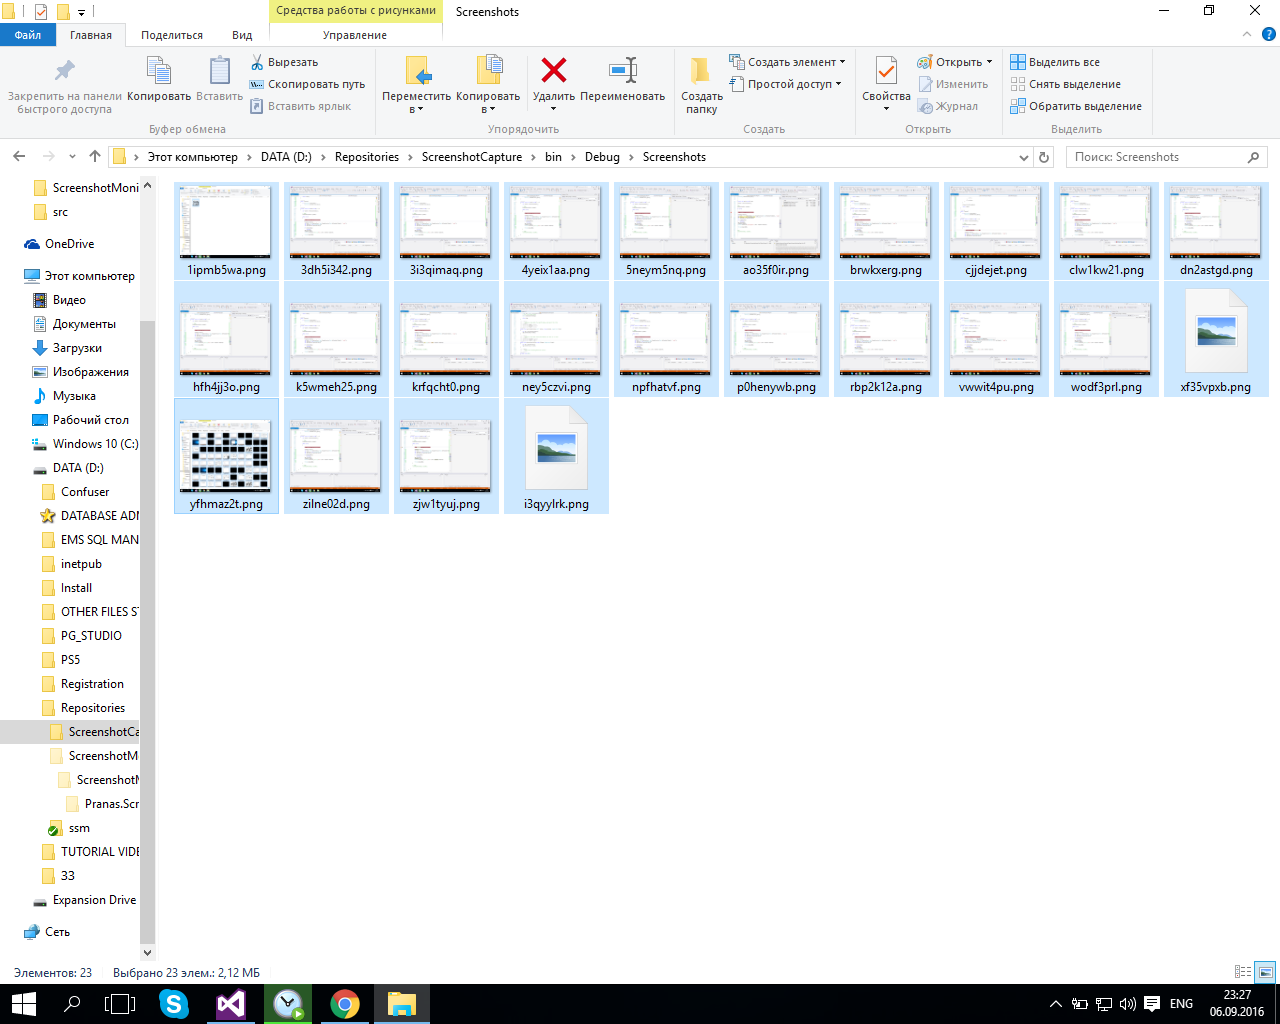 Средства работы с рисунками
Screenshots
Файл
Главная
Поделиться
Вид
Управление
Закрепить на панели
быстрого доступа
Копировать
Вставить
Вырезать
Скопировать путь
Вставить ярлык
Буфер обмена
Переместить
в
Копировать
в
Удалить
Переименовать
Упорядочить
Создать
папку
Создать элемент
Простой доступ
Создать
Свойства
Открыть
Изменить
Журнал
Открыть
Выделить все
Снять выделение
Обратить выделение
Выделить
Этот компьютер > DATA (D:) > Repositories > ScreenshotCapture > bin > Debug > Screenshots
Поиск: Screenshots
ScreenshotMoni
src
OneDrive
Этот компьютер
Видео
Документы
Загрузки
Изображения
Музыка
Рабочий стол
Windows 10 (C:)
DATA (D:)
Confuser
DATABASE ADM
EMS SQL MAN
inetpub
Install
OTHER FILES S
PG_STUDIO
PS5
Registration
Repositories
ScreenshotCa
ScreenshotM
Screenshot
Pranas.Scr
ssm
TUTORIAL VIDE
33
Expansion Drive
Сеть
1ipmb5wa.png
3dh5i342.png
3i3qimaq.png
4yeix1aa.png
5neym5nq.png
ao35f0ir.png
brwkxerg.png
cjjdejet.png
clw1kw21.png
dn2astgd.png
hfh4jj3o.png
k5wmeh25.png
krfqcht0.png
ney5czvi.png
npfhatvf.png
p0henywb.png
rbp2k12a.png
vwwit4pu.png
wodf3prl.png
xf35vpxb.png
yfhmaz2t.png
zilne02d.png
zjw1tyuj.png
i3qyylrk.png
Элементов: 23
Выбрано 23 элем.: 2,12 МБ
ENG
23:27
06.09.2016